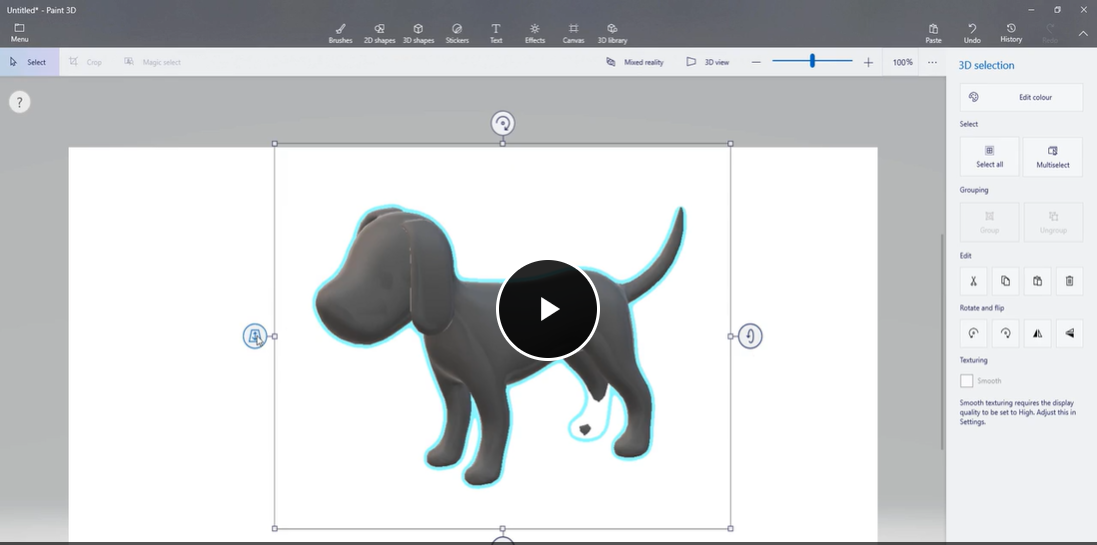 Untitled* - Paint 3D
Menu
Brushes
2D shapes
3D shapes
Stickers
Text
Effects
Canvas
3D library
Paste
Undo
History
Redo
Select
Crop
Magic select
Mixed reality
3D view
100%
3D selection
?
Edit colour
Select
Select all
Multiselect
Grouping
Group
Ungroup
Edit
Rotate and flip
Texturing
Smooth
Smooth texturing requires the display
quality to be set to High. Adjust this in
Settings.